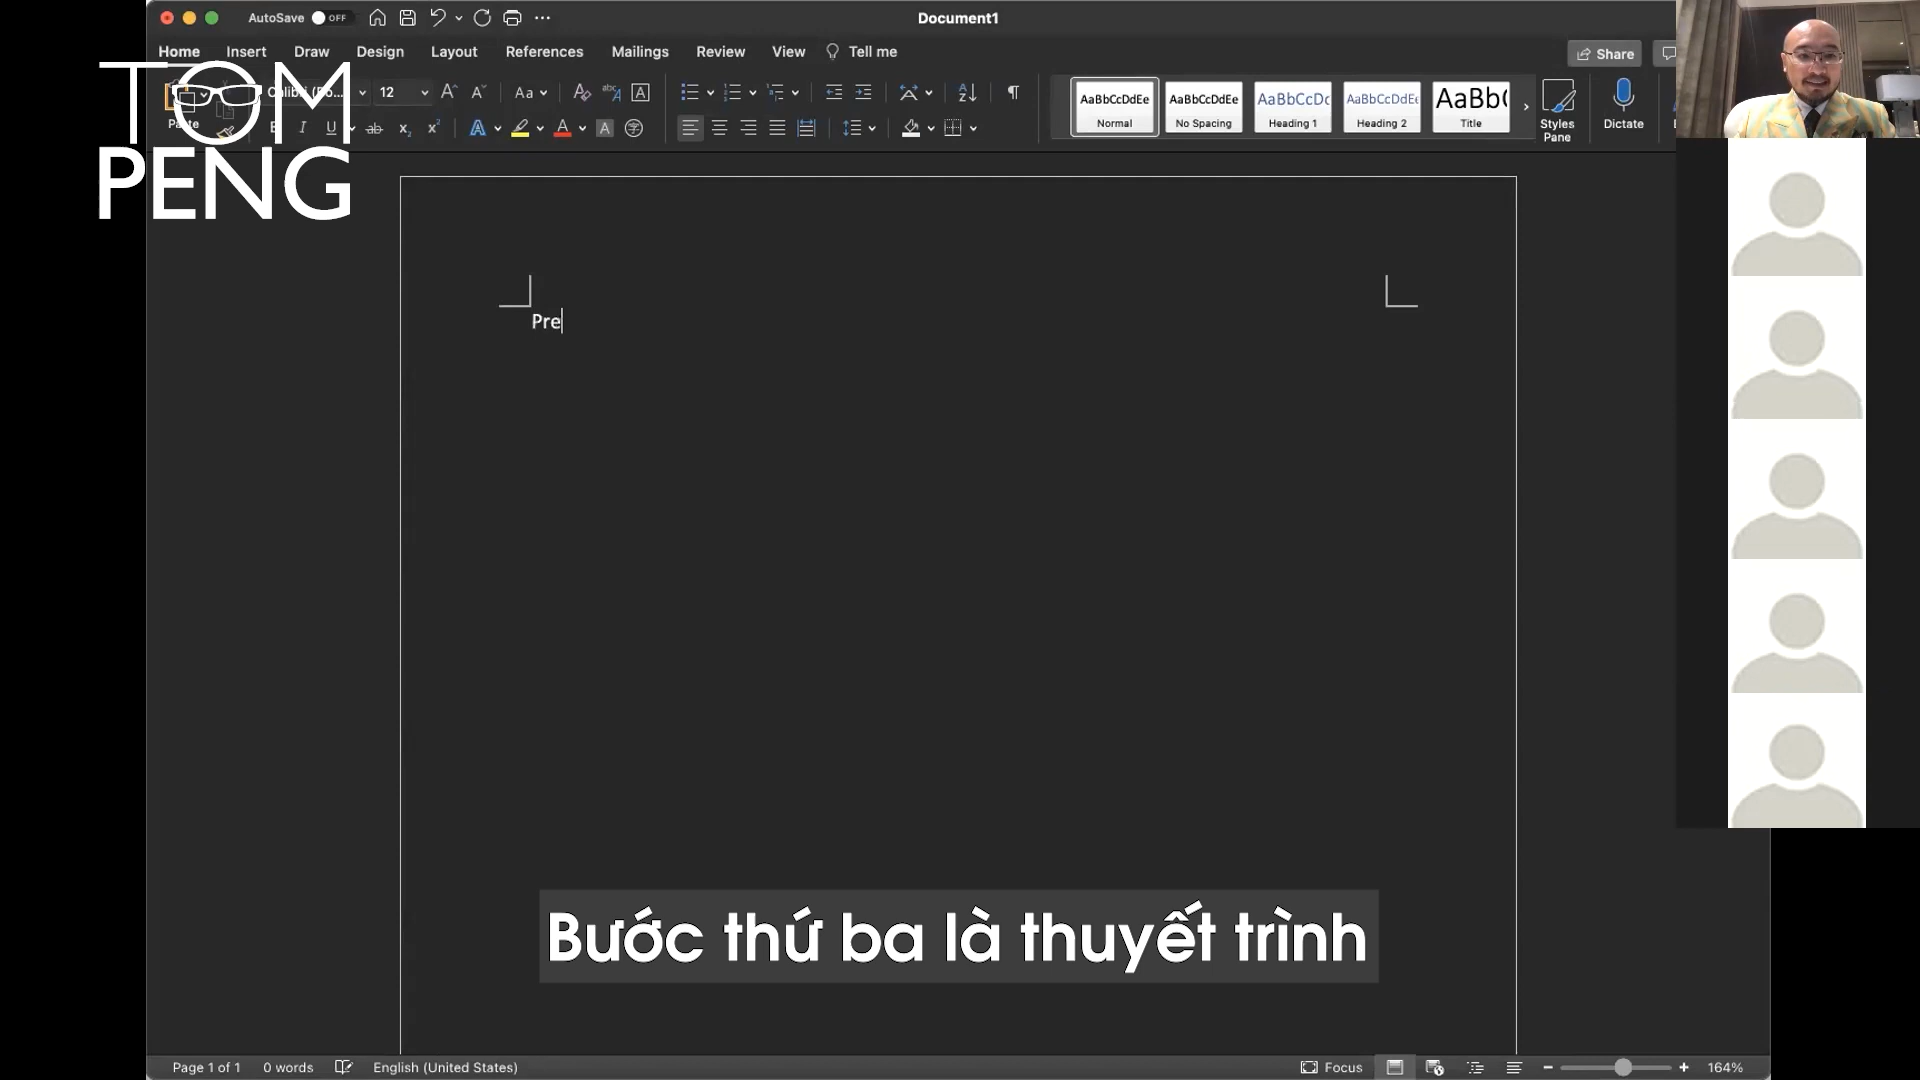 AutoSave OFF
Document1
Home Insert Draw Design Layout References Mailings Review View Tell me
Share
TOM
PENG
12
Aa
AaBbCcDdEe
Normal
AaBbCcDdEe
No Spacing
AaBbCcDc
Heading 1
AaBbCcDdEe
Heading 2
AaBb(
Title
Styles
Pane
Dictate
Pre
Bước thứ ba là thuyết trình
Page 1 of 1 0 words English (United States) Focus 164%